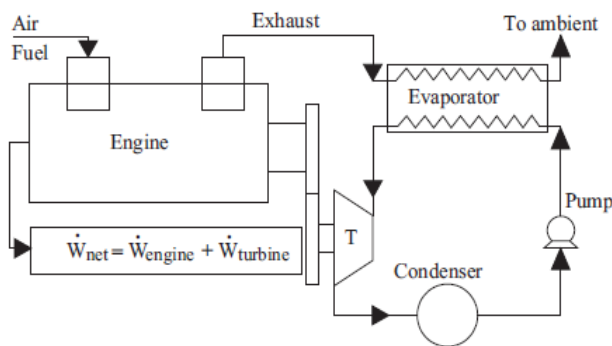 Air
Fuel
Exhaust
To ambient
Evaporator
Engine
Pump
Ẇnet = Ẇengine + Ẇturbine
T
Condenser